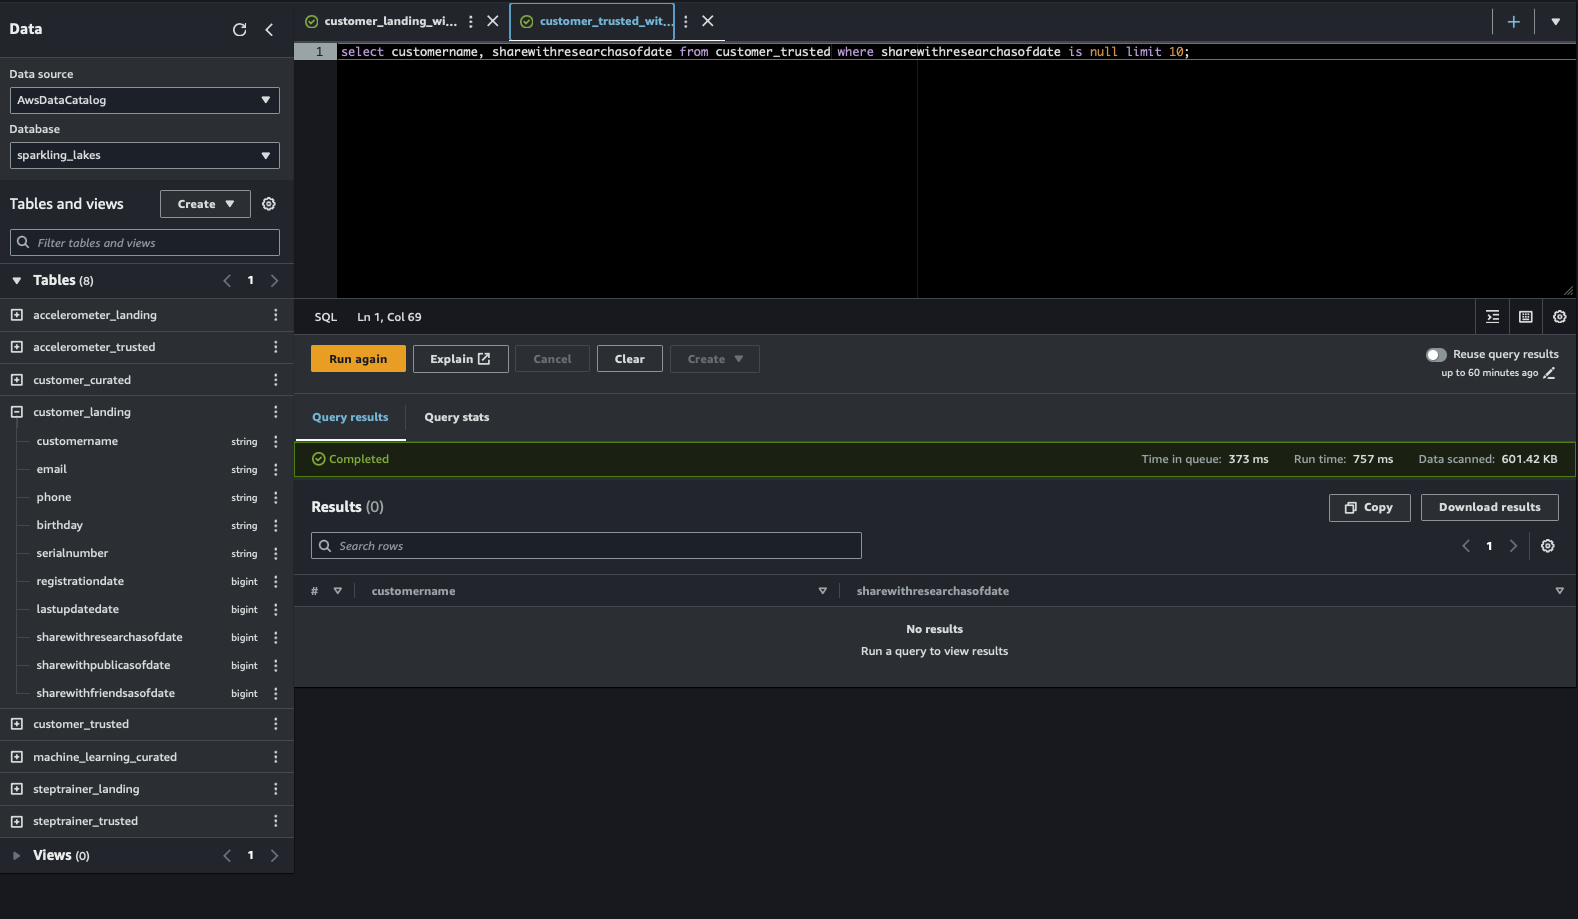 Data
Data source
AwsDataCatalog
Database
sparkling_lakes
Tables and views
Create
Filter tables and views
Tables (8)
1
accelerometer_landing
accelerometer_trusted
customer_curated
customer_landing
customername string
email string
phone string
birthday string
serialnumber string
registrationdate bigint
lastupdatedate bigint
sharewithresearchasofdate bigint
sharewithpublicasofdate bigint
sharewithfriendsasofdate bigint
customer_trusted
machine_learning_curated
steptrainer_landing
steptrainer_trusted
Views (0)
1
customer_landing_wi...
customer_trusted_wit...
1 select customername, sharewithresearchasofdate from customer_trusted where sharewithresearchasofdate is null limit 10;
SQL Ln 1, Col 69
Run again Explain Cancel Clear Create
Reuse query results
up to 60 minutes ago
Query results Query stats
Completed Time in queue: 373 ms Run time: 757 ms Data scanned: 601.42 KB
Results (0) Copy Download results
Search rows 1
# customername sharewithresearchasofdate
No results
Run a query to view results